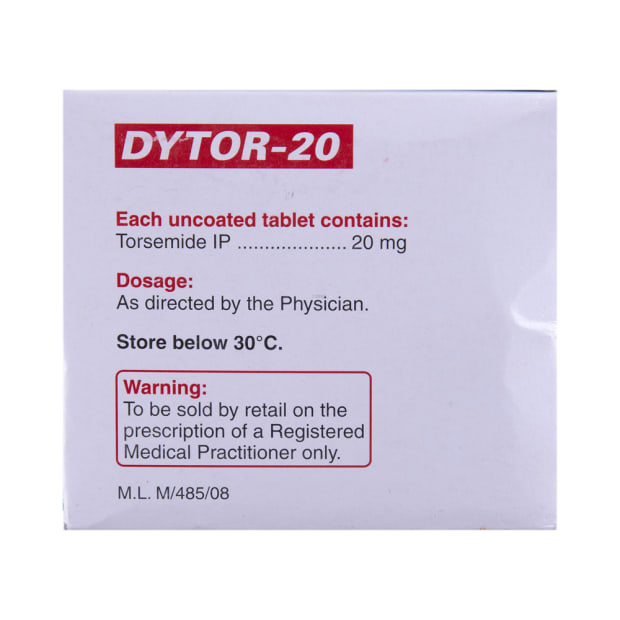 DYTOR-20
Each uncoated tablet contains:
Torsemide IP .................... 20 mg
Dosage:
As directed by the Physician.
Store below 30°C.
Warning:
To be sold by retail on the
prescription of a Registered
Medical Practitioner only.
M.L. M/485/08